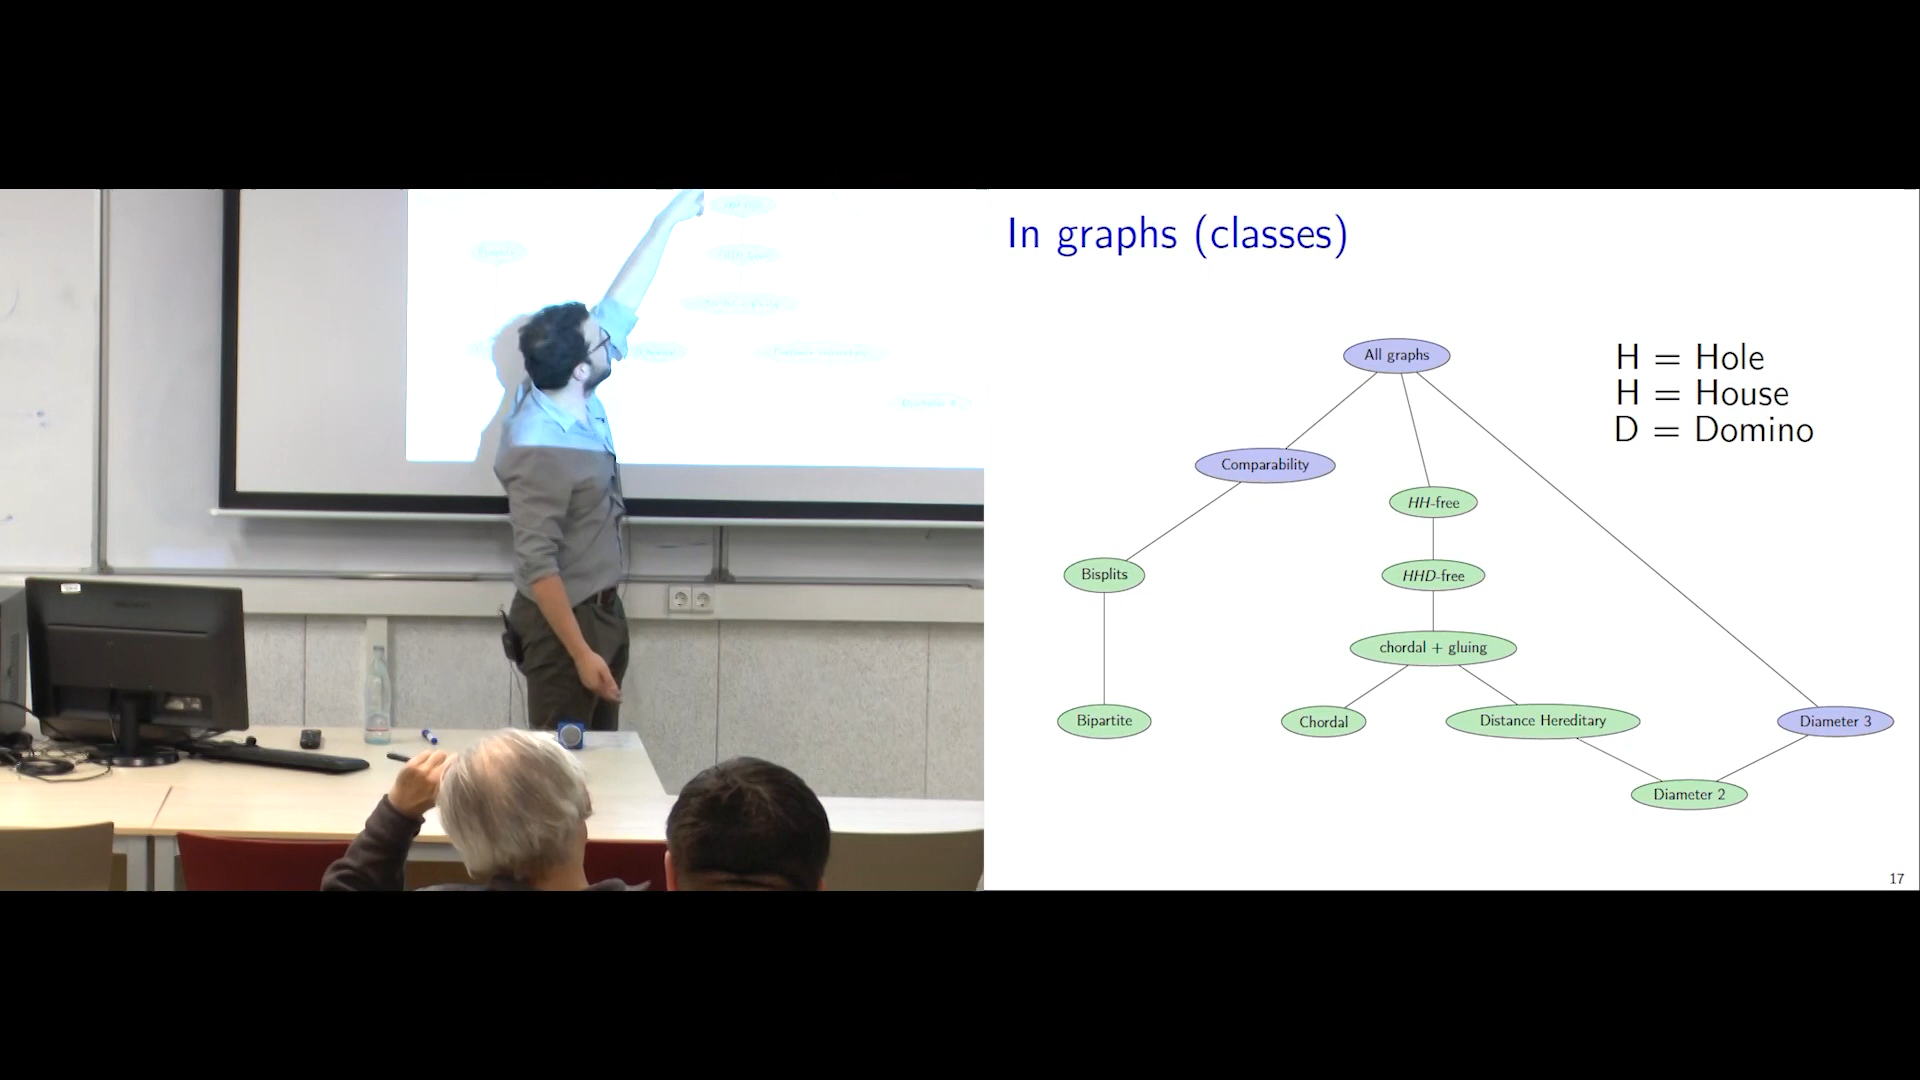 In graphs (classes)
All graphs
H = Hole
H = House
D = Domino
Comparability
HH-free
Bisplits
HHD-free
chordal + gluing
Bipartite
Chordal
Distance Hereditary
Diameter 3
Diameter 2
17